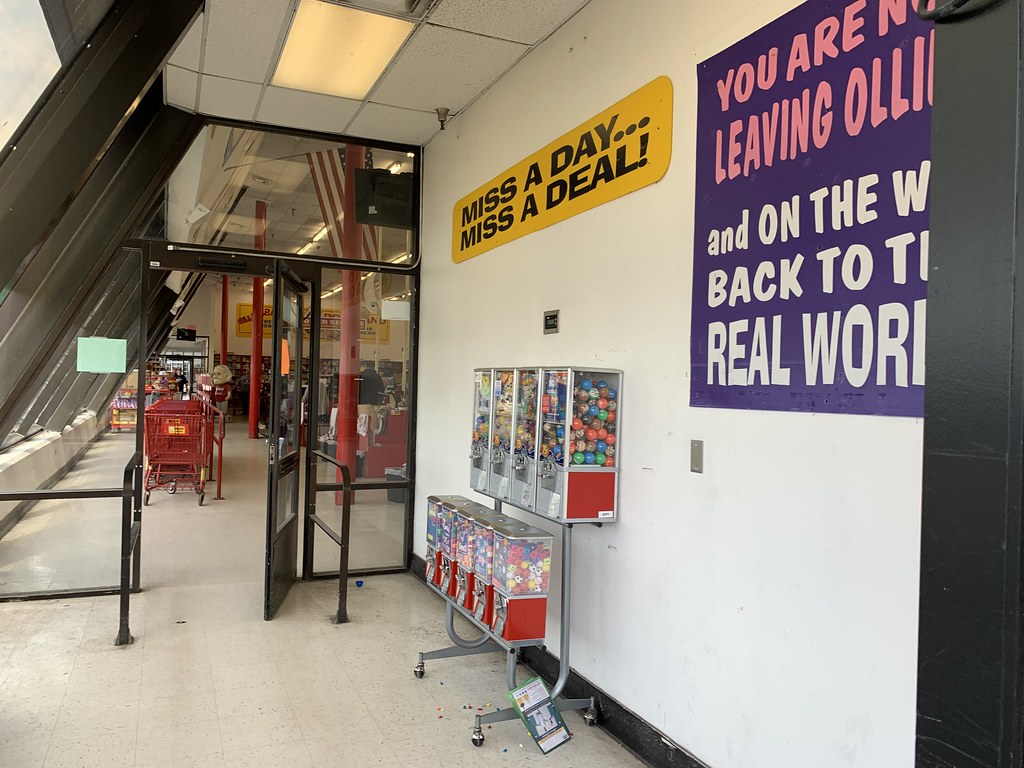 MISS A DAY...
MISS A DEAL!
YOU ARE NO
LEAVING OLLI
and ON THE W
BACK TO T
REAL WOR